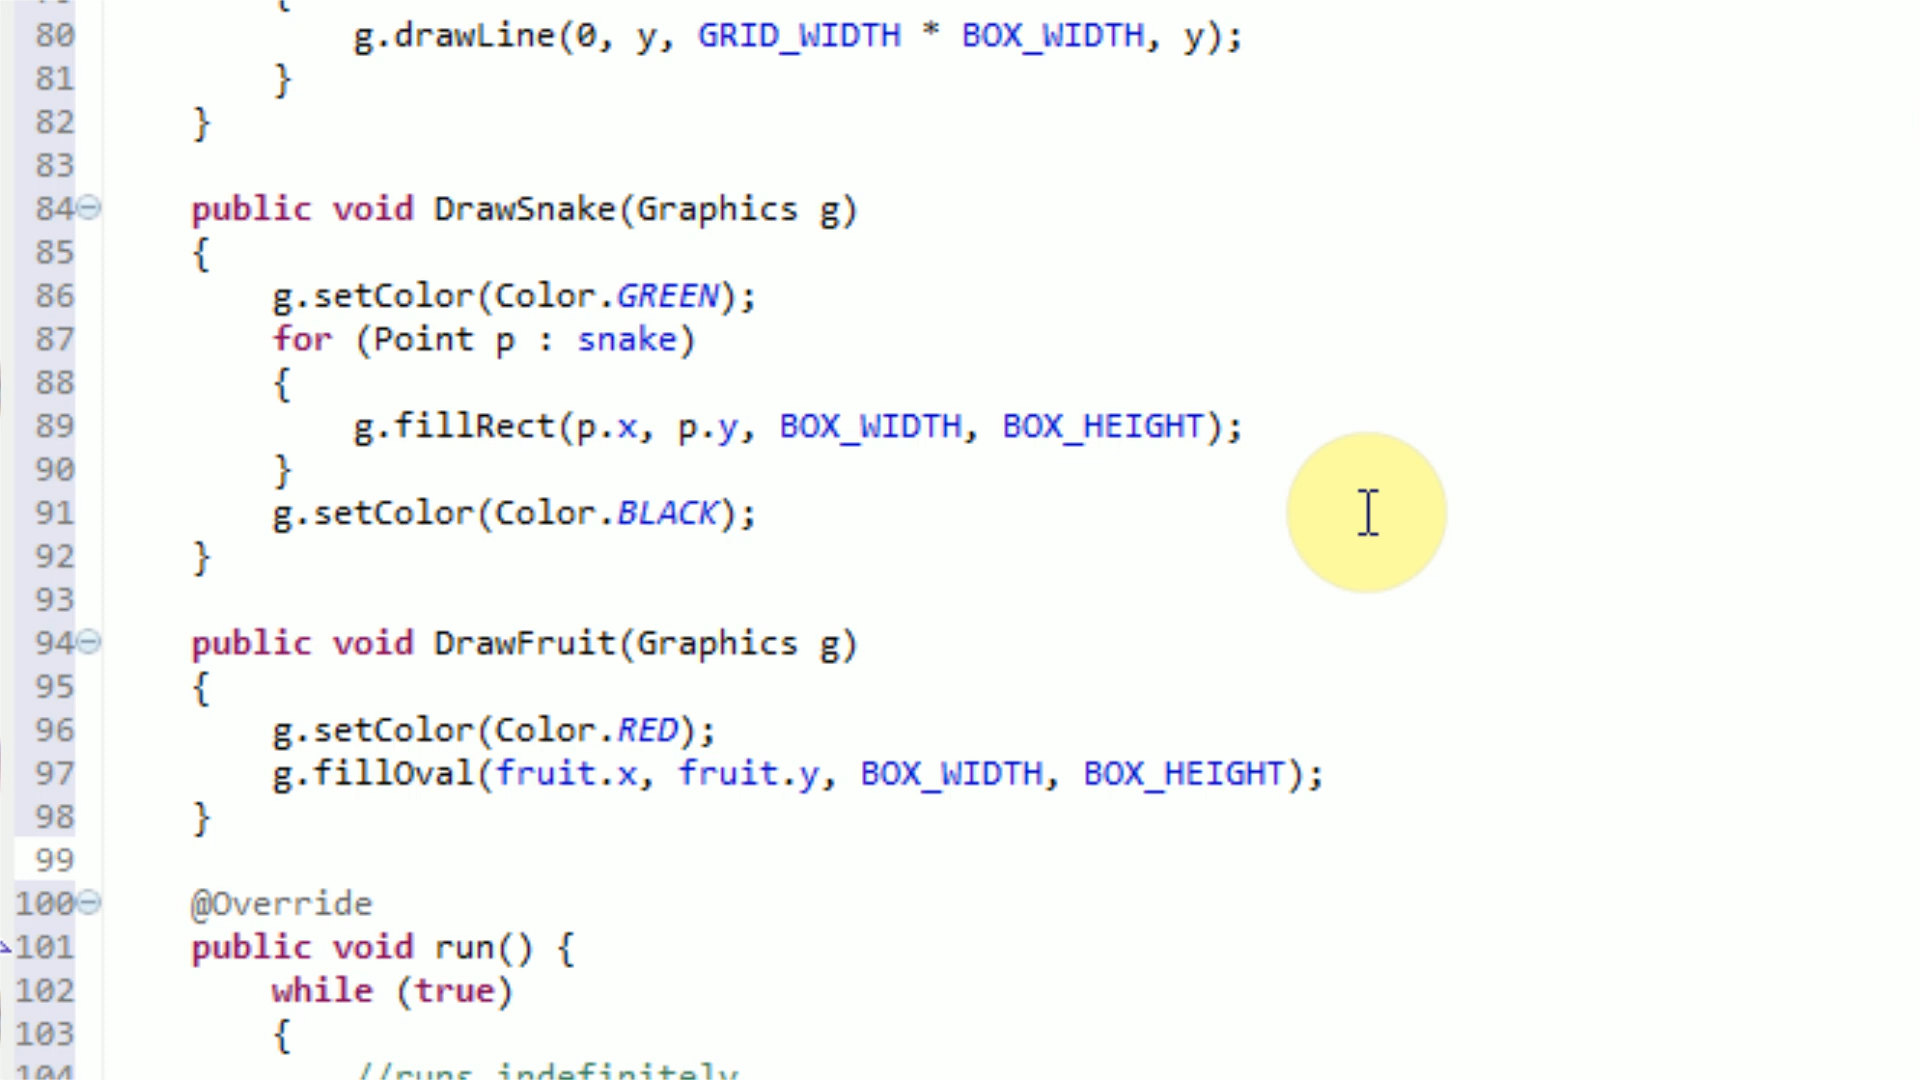 {
80 g.drawLine(0, y, GRID_WIDTH * BOX_WIDTH, y);
81 }
82 }
83
84 public void DrawSnake(Graphics g)
85 {
86 g.setColor(Color.GREEN);
87 for (Point p : snake)
88 {
89 g.fillRect(p.x, p.y, BOX_WIDTH, BOX_HEIGHT);
90 }
91 g.setColor(Color.BLACK);
92 }
93
94 public void DrawFruit(Graphics g)
95 {
96 g.setColor(Color.RED);
97 g.fillOval(fruit.x, fruit.y, BOX_WIDTH, BOX_HEIGHT);
98 }
99
100 @Override
101 public void run() {
102 while (true)
103 {
104 //runs indefinitely